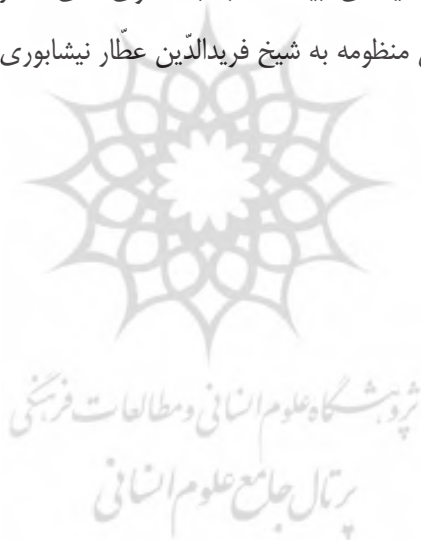 منظومه به شیخ فریدالدّین عطّار نیشابوری
پژوهشگاه علوم انسانی و مطالعات فرهنگی
پرتال جامع علوم انسانی